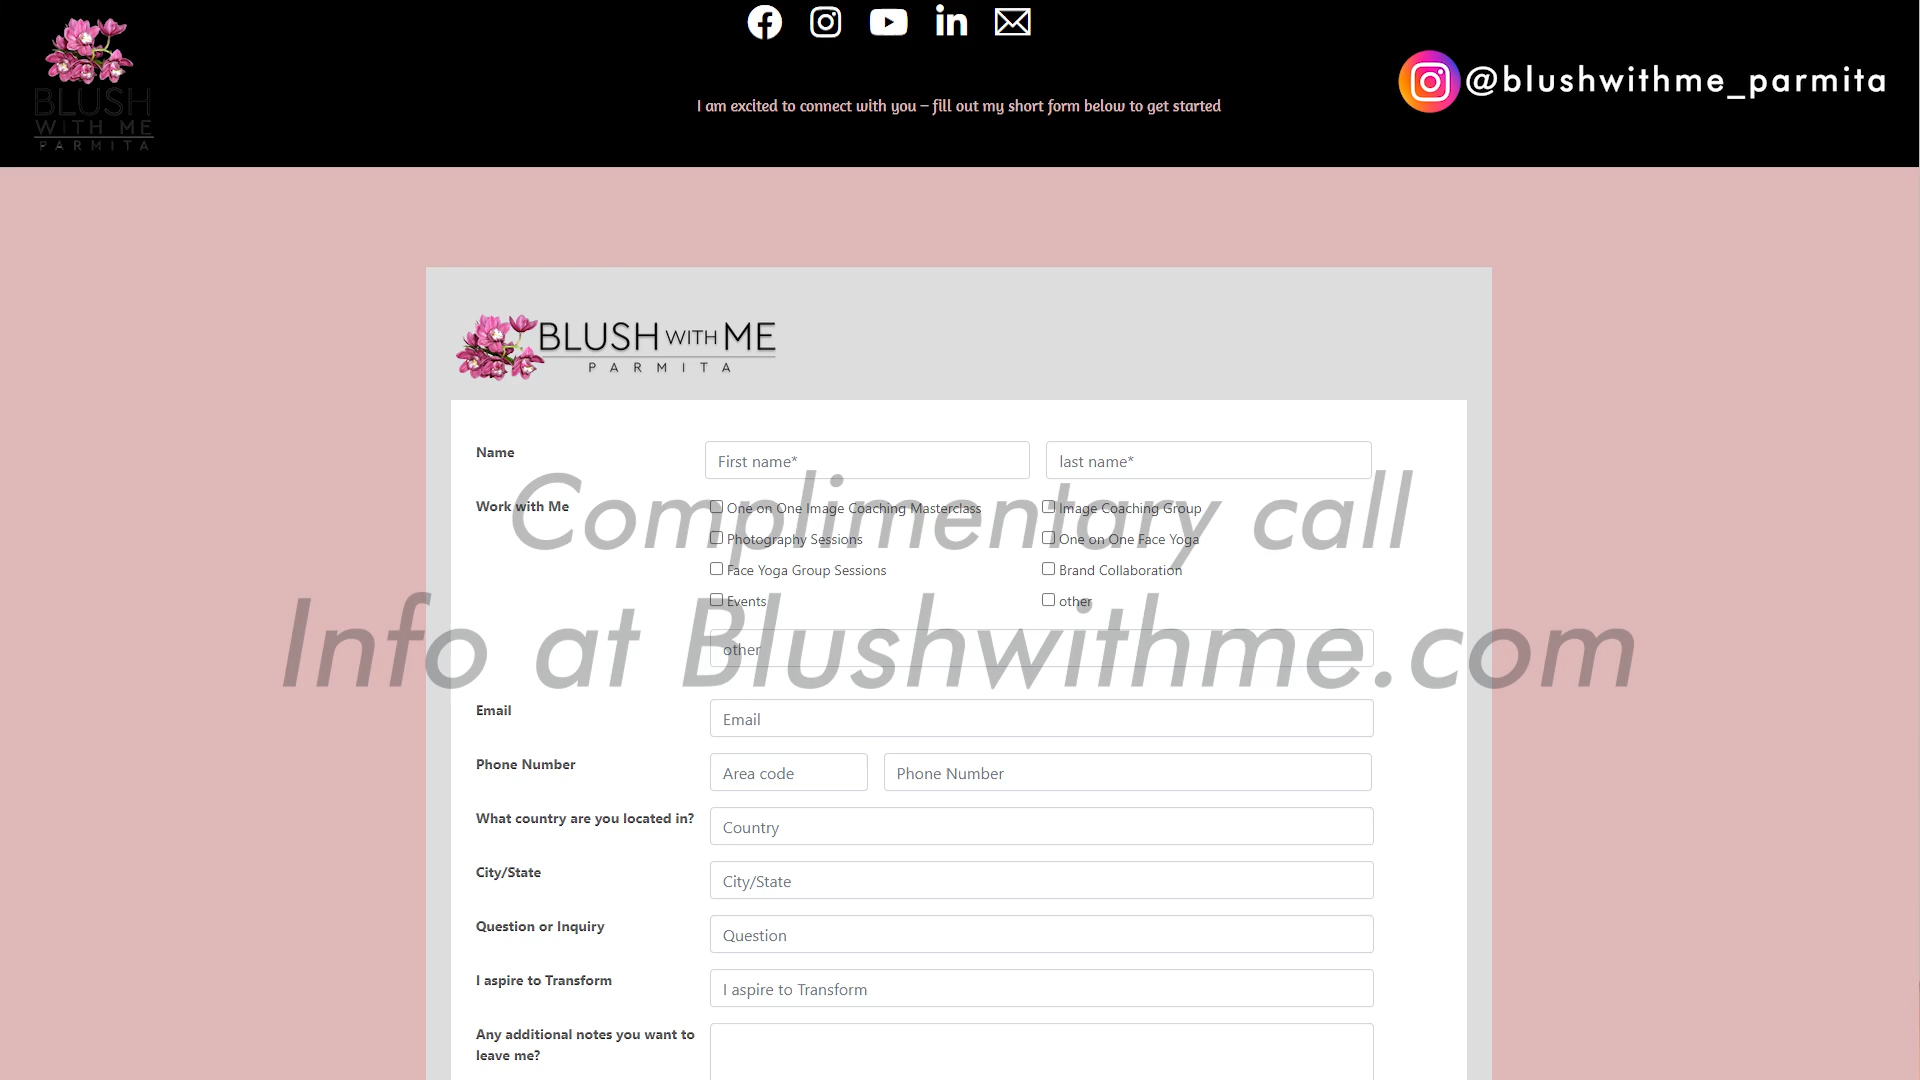 BLUSH
WITH ME
PARMITA
I am excited to connect with you – fill out my short form below to get started
@blushwithme_parmita
BLUSH WITH ME
PARMITA
Name
First name*
last name*
Work with Me
One on One Image Coaching Masterclass
Image Coaching Group
Photography Sessions
One on One Face Yoga
Face Yoga Group Sessions
Brand Collaboration
Events
other
other
Complimentary call
Info at Blushwithme.com
Email
Email
Phone Number
Area code
Phone Number
What country are you located in?
Country
City/State
City/State
Question or Inquiry
Question
I aspire to Transform
I aspire to Transform
Any additional notes you want to
leave me?